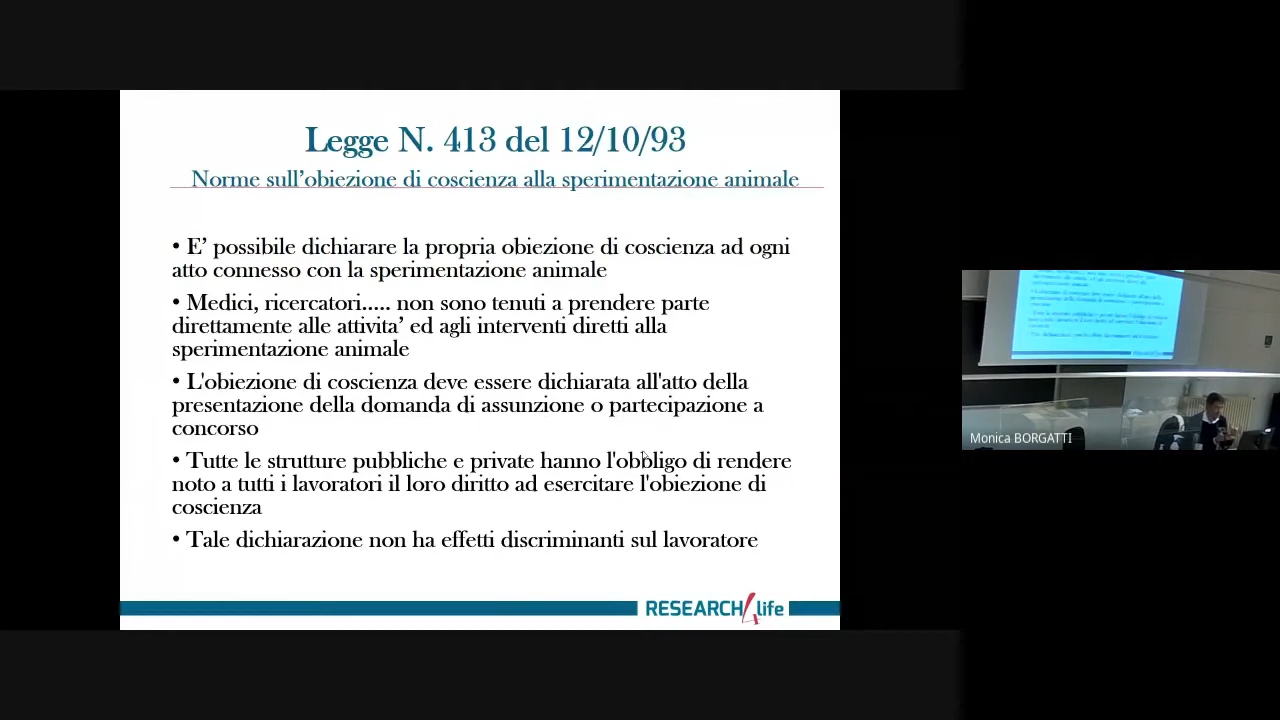 Legge N. 413 del 12/10/93
Norme sull’obiezione di coscienza alla sperimentazione animale
• E’ possibile dichiarare la propria obiezione di coscienza ad ogni
atto connesso con la sperimentazione animale
• Medici, ricercatori..... non sono tenuti a prendere parte
direttamente alle attivita’ ed agli interventi diretti alla
sperimentazione animale
• L'obiezione di coscienza deve essere dichiarata all'atto della
presentazione della domanda di assunzione o partecipazione a
concorso
• Tutte le strutture pubbliche e private hanno l'obbligo di rendere
noto a tutti i lavoratori il loro diritto ad esercitare l'obiezione di
coscienza
• Tale dichiarazione non ha effetti discriminanti sul lavoratore
RESEARCH4life
Monica BORGATTI